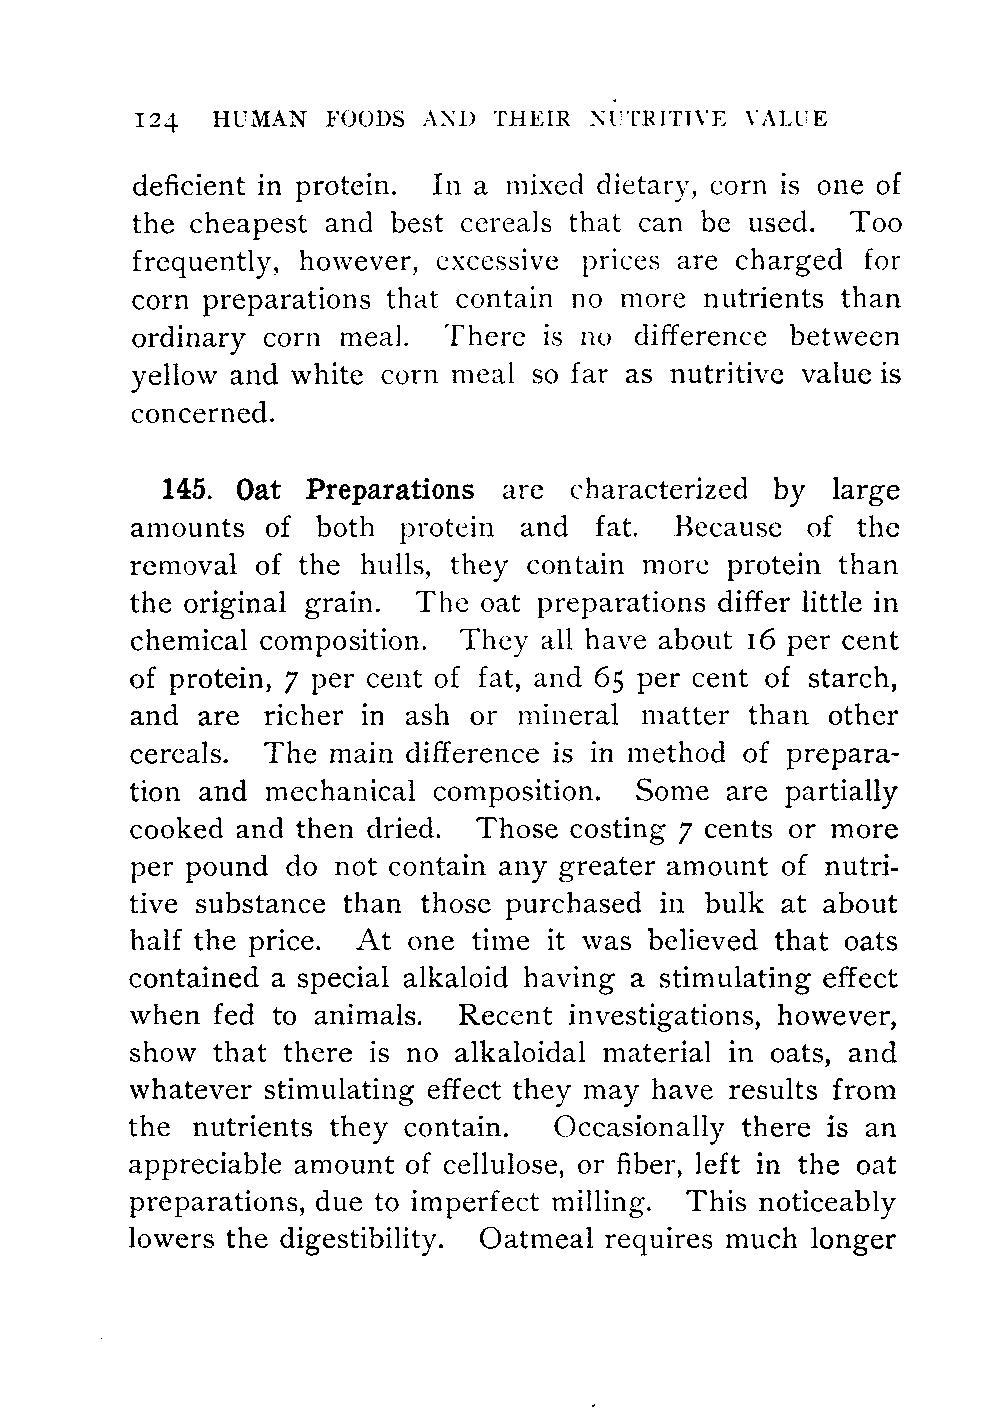 124 HUMAN FOODS AND THEIR NUTRITIVE VALUE
deficient in protein. In a mixed dietary, corn is one of
the cheapest and best cereals that can be used. Too
frequently, however, excessive prices are charged for
corn preparations that contain no more nutrients than
ordinary corn meal. There is no difference between
yellow and white corn meal so far as nutritive value is
concerned.
145. Oat Preparations are characterized by large
amounts of both protein and fat. Because of the
removal of the hulls, they contain more protein than
the original grain. The oat preparations differ little in
chemical composition. They all have about 16 per cent
of protein, 7 per cent of fat, and 65 per cent of starch,
and are richer in ash or mineral matter than other
cereals. The main difference is in method of prepara-
tion and mechanical composition. Some are partially
cooked and then dried. Those costing 7 cents or more
per pound do not contain any greater amount of nutri-
tive substance than those purchased in bulk at about
half the price. At one time it was believed that oats
contained a special alkaloid having a stimulating effect
when fed to animals. Recent investigations, however,
show that there is no alkaloidal material in oats, and
whatever stimulating effect they may have results from
the nutrients they contain. Occasionally there is an
appreciable amount of cellulose, or fiber, left in the oat
preparations, due to imperfect milling. This noticeably
lowers the digestibility. Oatmeal requires much longer